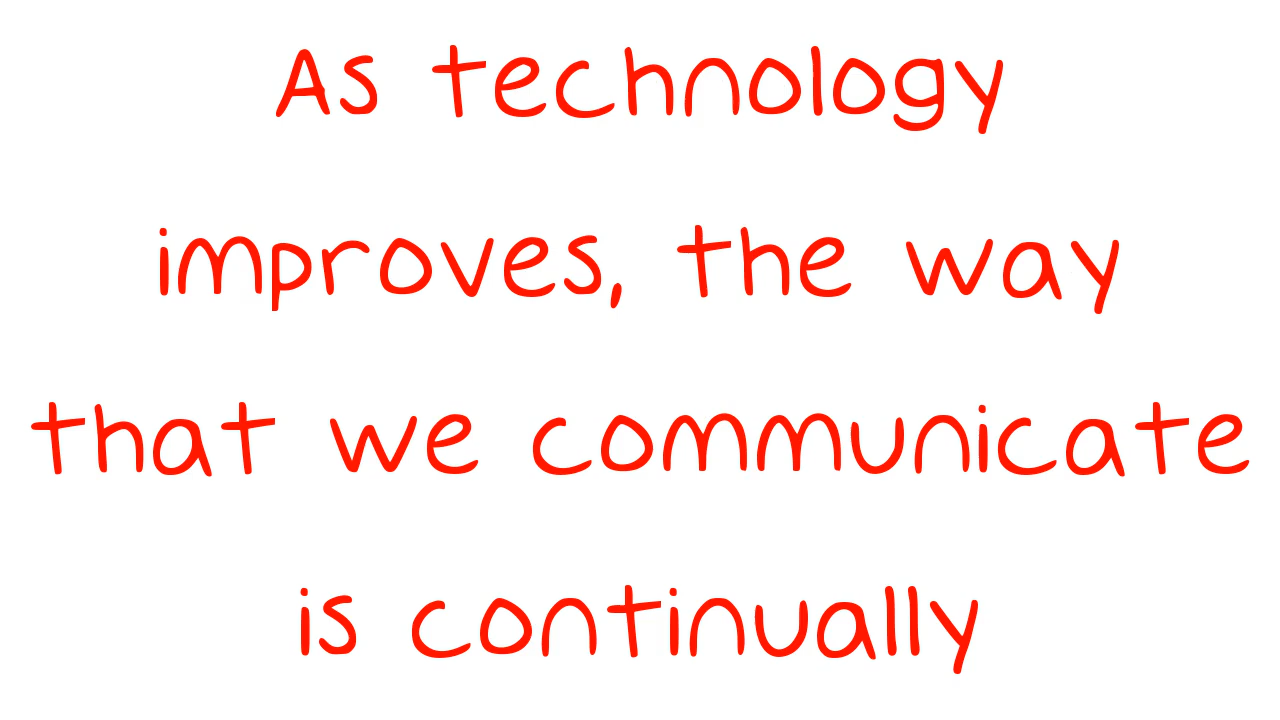 As technology
improves, the way
that we communicate
is continually